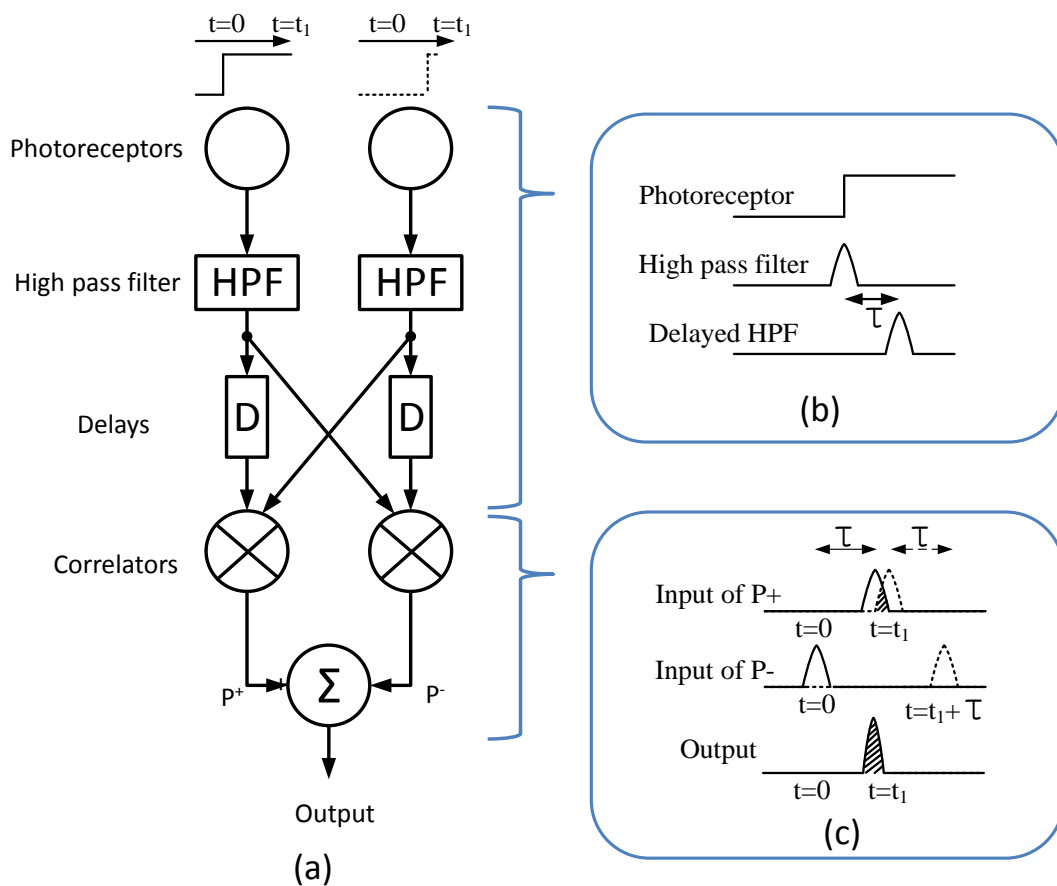 t=0 t=t₁ t=0 t=t₁
Photoreceptors
High pass filter
HPF HPF
Delays
D D
Correlators
P⁺ + Σ P⁻
Output
(a)
Photoreceptor
High pass filter
τ
Delayed HPF
(b)
τ τ
Input of P+
t=0 t=t₁
Input of P-
t=0 t=t₁+ τ
Output
t=0 t=t₁
(c)